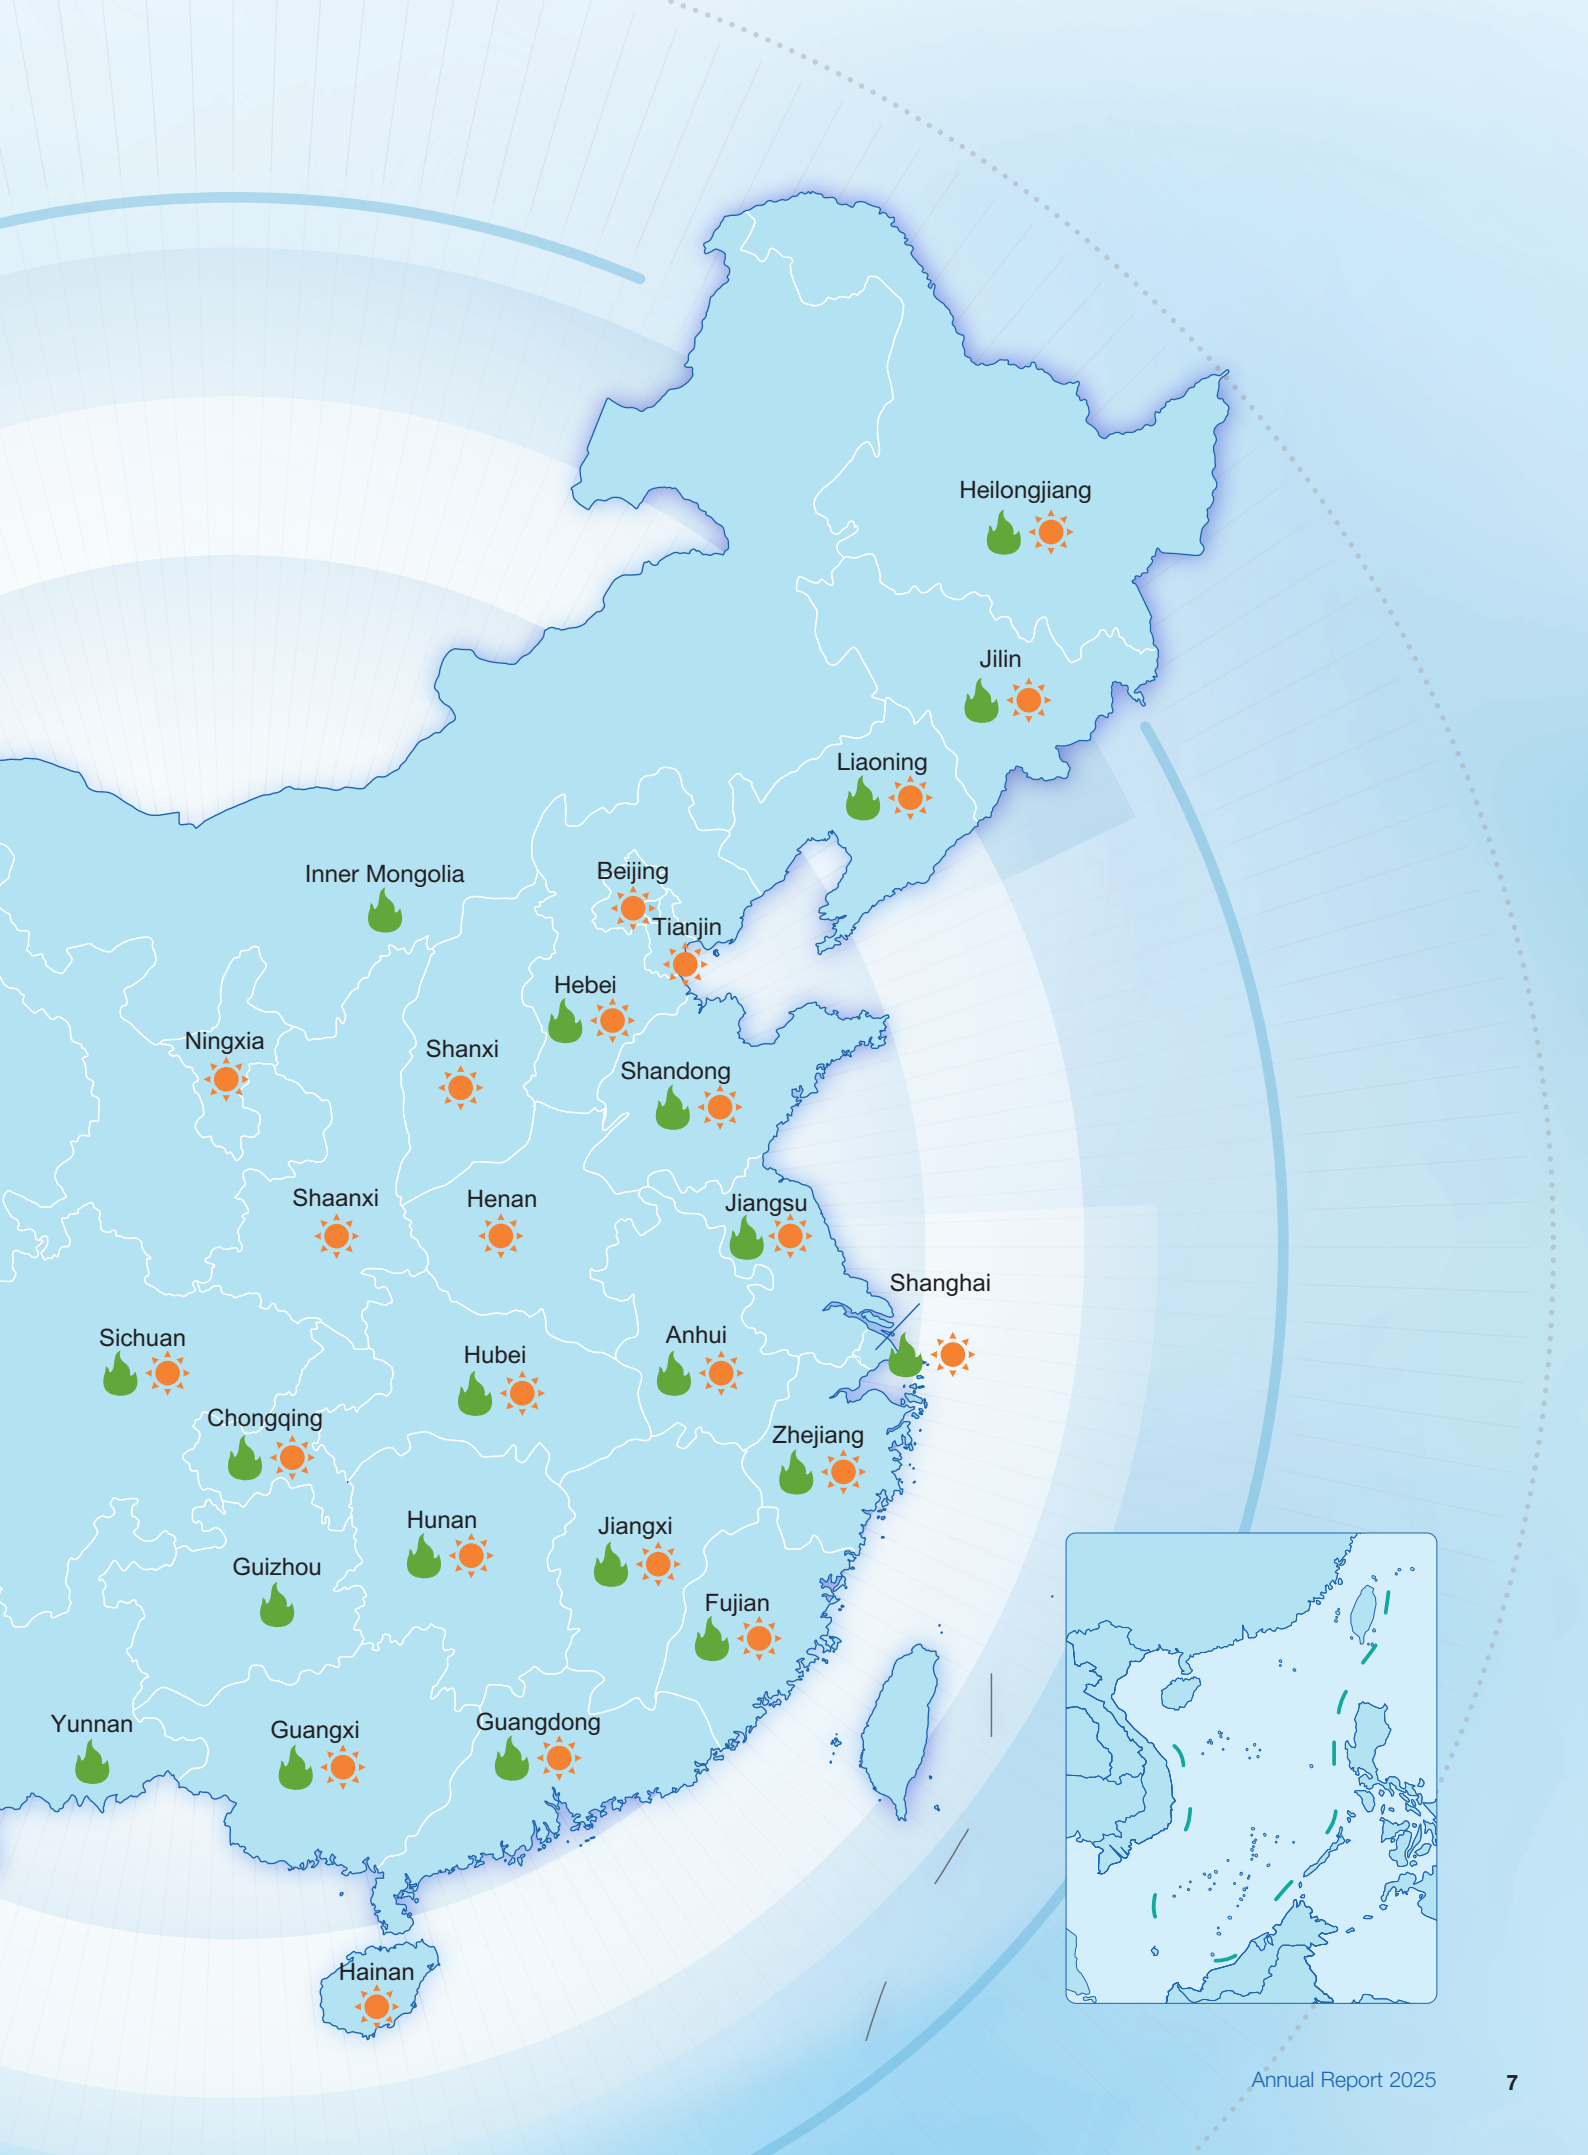 Heilongjiang
Jilin
Liaoning
Inner Mongolia
Beijing
Tianjin
Hebei
Ningxia
Shanxi
Shandong
Shaanxi
Henan
Jiangsu
Shanghai
Sichuan
Anhui
Hubei
Chongqing
Zhejiang
Hunan
Jiangxi
Guizhou
Fujian
Yunnan
Guangxi
Guangdong
Hainan
Annual Report 2025 7